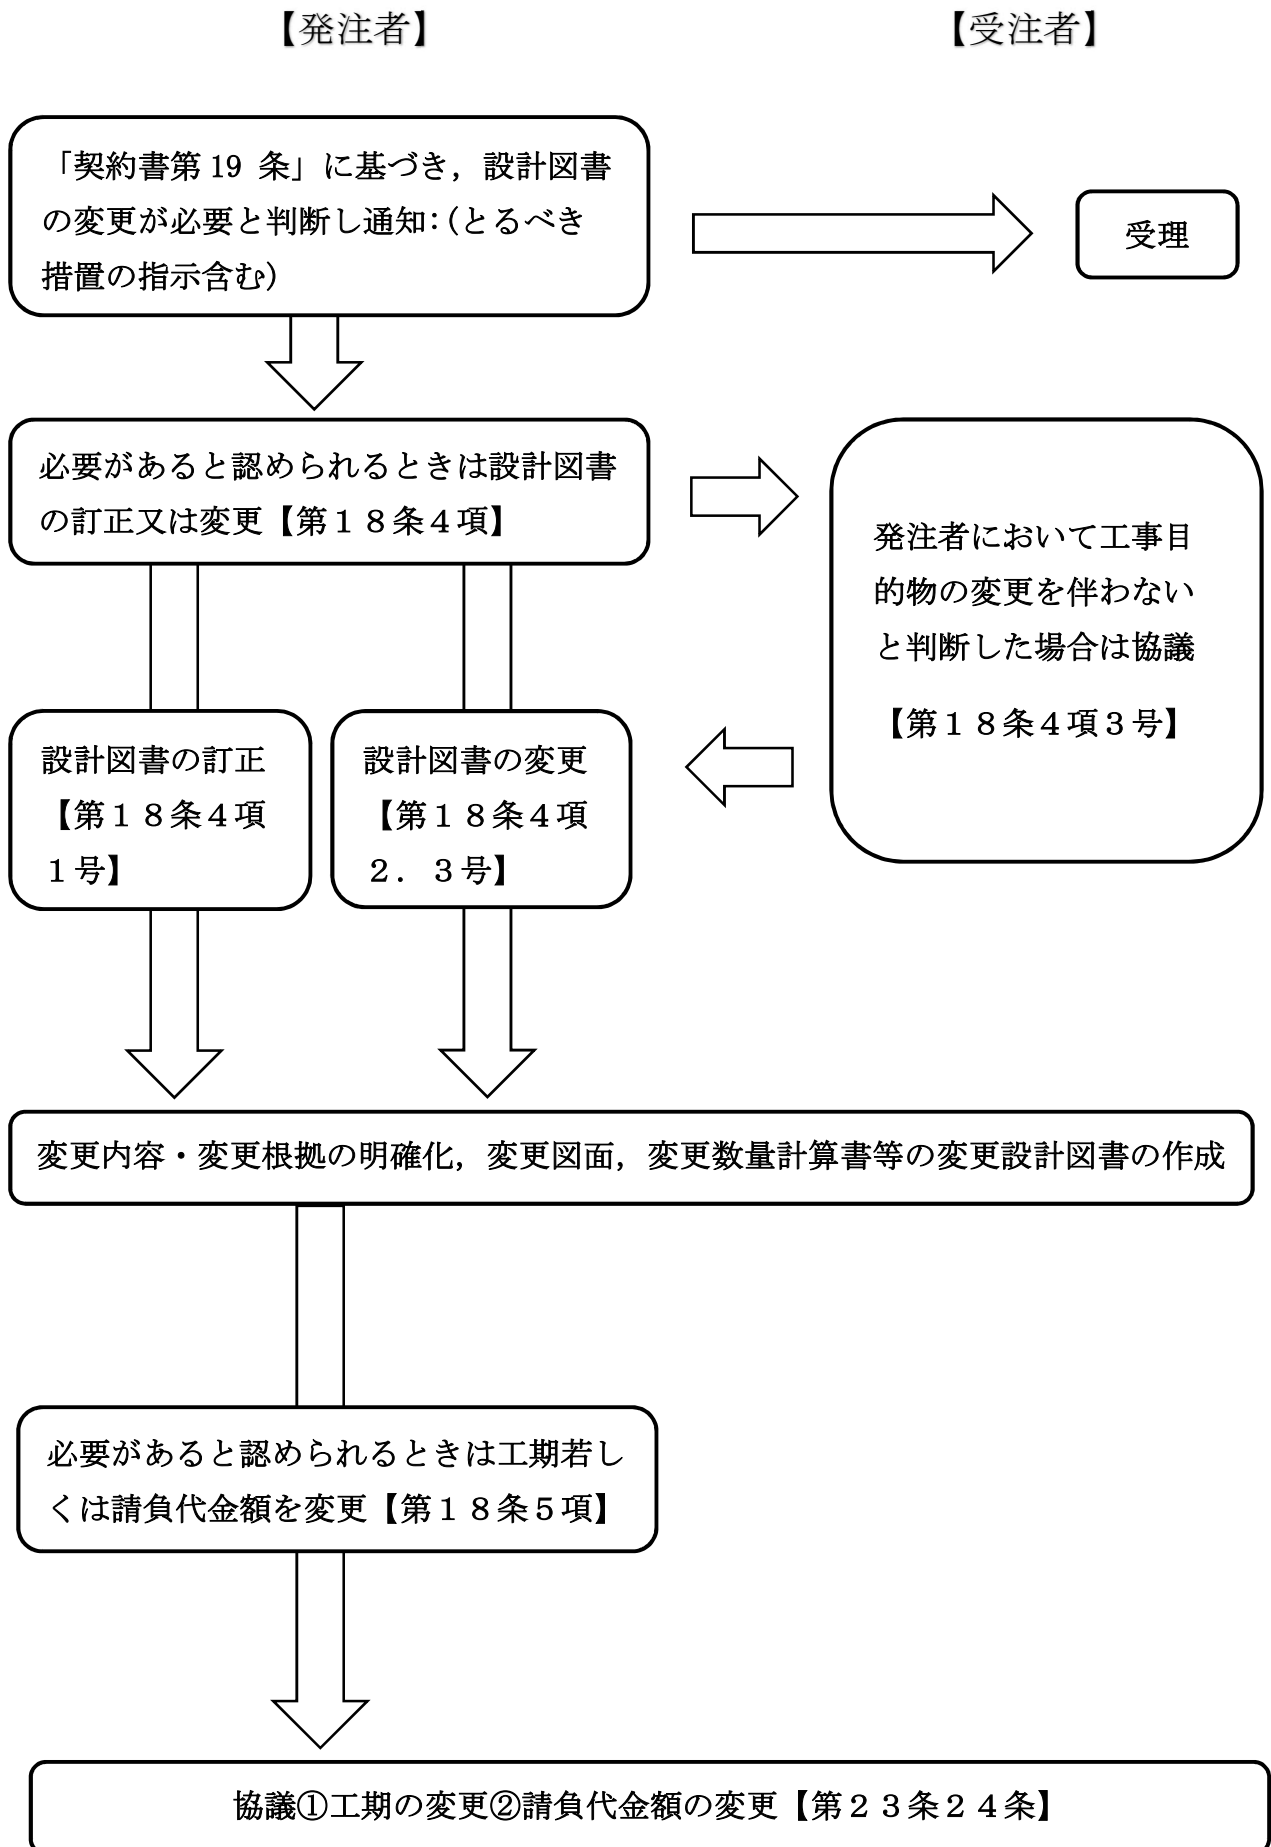 【発注者】
【受注者】
「契約書第 19 条」に基づき，設計図書
の変更が必要と判断し通知：（とるべき
措置の指示含む）
受理
必要があると認められるときは設計図書
の訂正又は変更【第１８条４項】
発注者において工事目
的物の変更を伴わない
と判断した場合は協議
【第１８条４項３号】
設計図書の訂正
【第１８条４項
１号】
設計図書の変更
【第１８条４項
２．３号】
変更内容・変更根拠の明確化，変更図面，変更数量計算書等の変更設計図書の作成
必要があると認められるときは工期若し
くは請負代金額を変更【第１８条５項】
協議①工期の変更②請負代金額の変更【第２３条２４条】